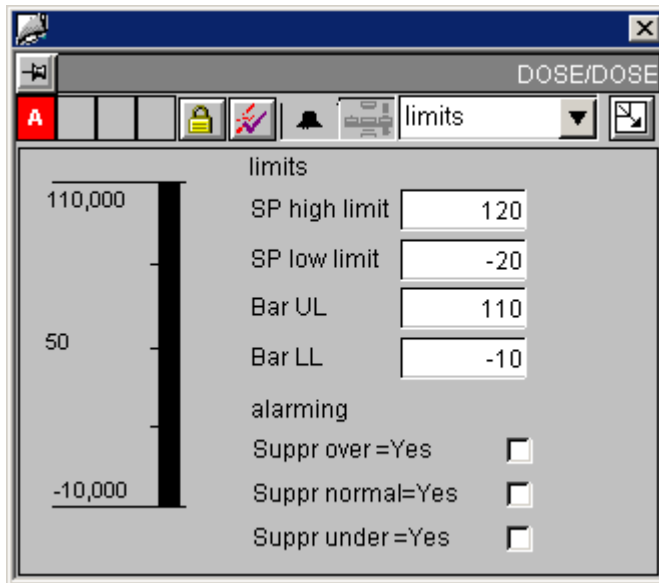 DOSE/DOSE
A limits
limits
110,000
SP high limit 120
SP low limit -20
Bar UL 110
50
Bar LL -10
alarming
Suppr over =Yes
-10,000
Suppr normal=Yes
Suppr under =Yes